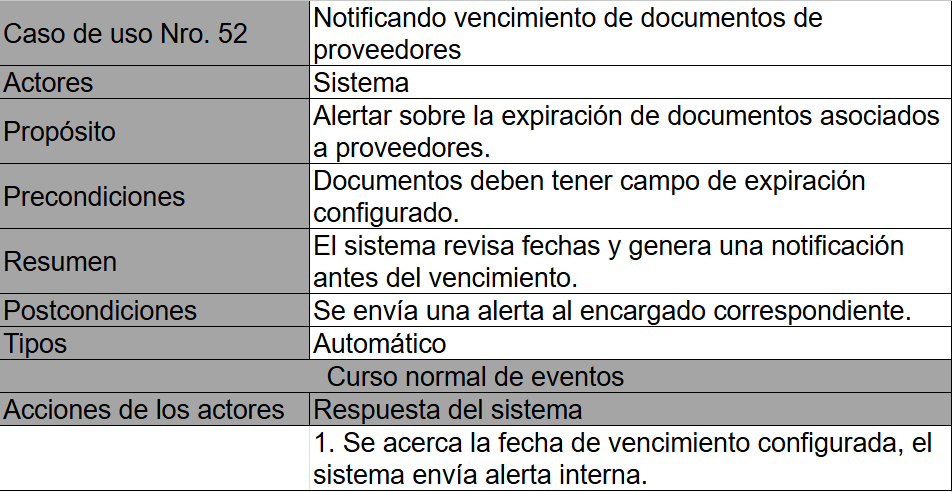 Caso de uso Nro. 52
Notificando vencimiento de documentos de
proveedores
Actores
Sistema
Propósito
Alertar sobre la expiración de documentos asociados
a proveedores.
Precondiciones
Documentos deben tener campo de expiración
configurado.
Resumen
El sistema revisa fechas y genera una notificación
antes del vencimiento.
Postcondiciones
Se envía una alerta al encargado correspondiente.
Tipos
Automático
Curso normal de eventos
Acciones de los actores
Respuesta del sistema
1. Se acerca la fecha de vencimiento configurada, el
sistema envía alerta interna.